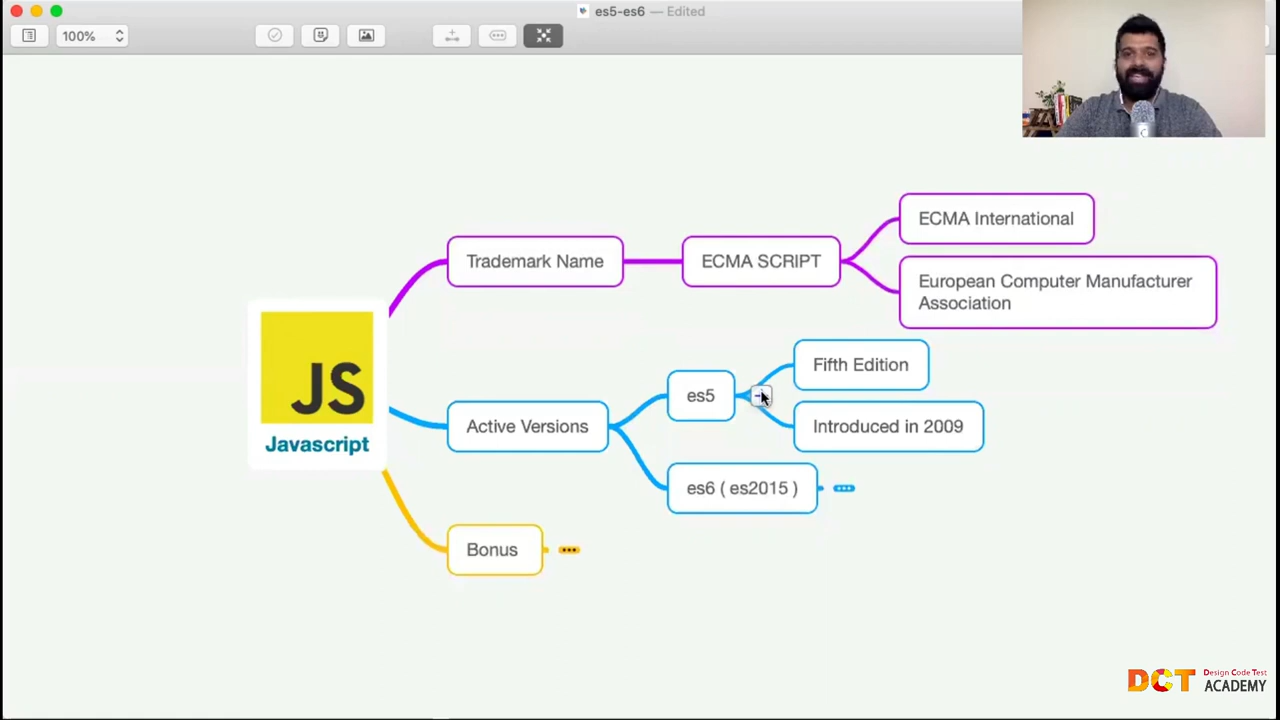 es5-es6 — Edited
100%
ECMA International
Trademark Name
ECMA SCRIPT
European Computer Manufacturer
Association
JS
Javascript
Fifth Edition
es5
Active Versions
Introduced in 2009
es6 ( es2015 )
Bonus
DCT
Design Code Test
ACADEMY